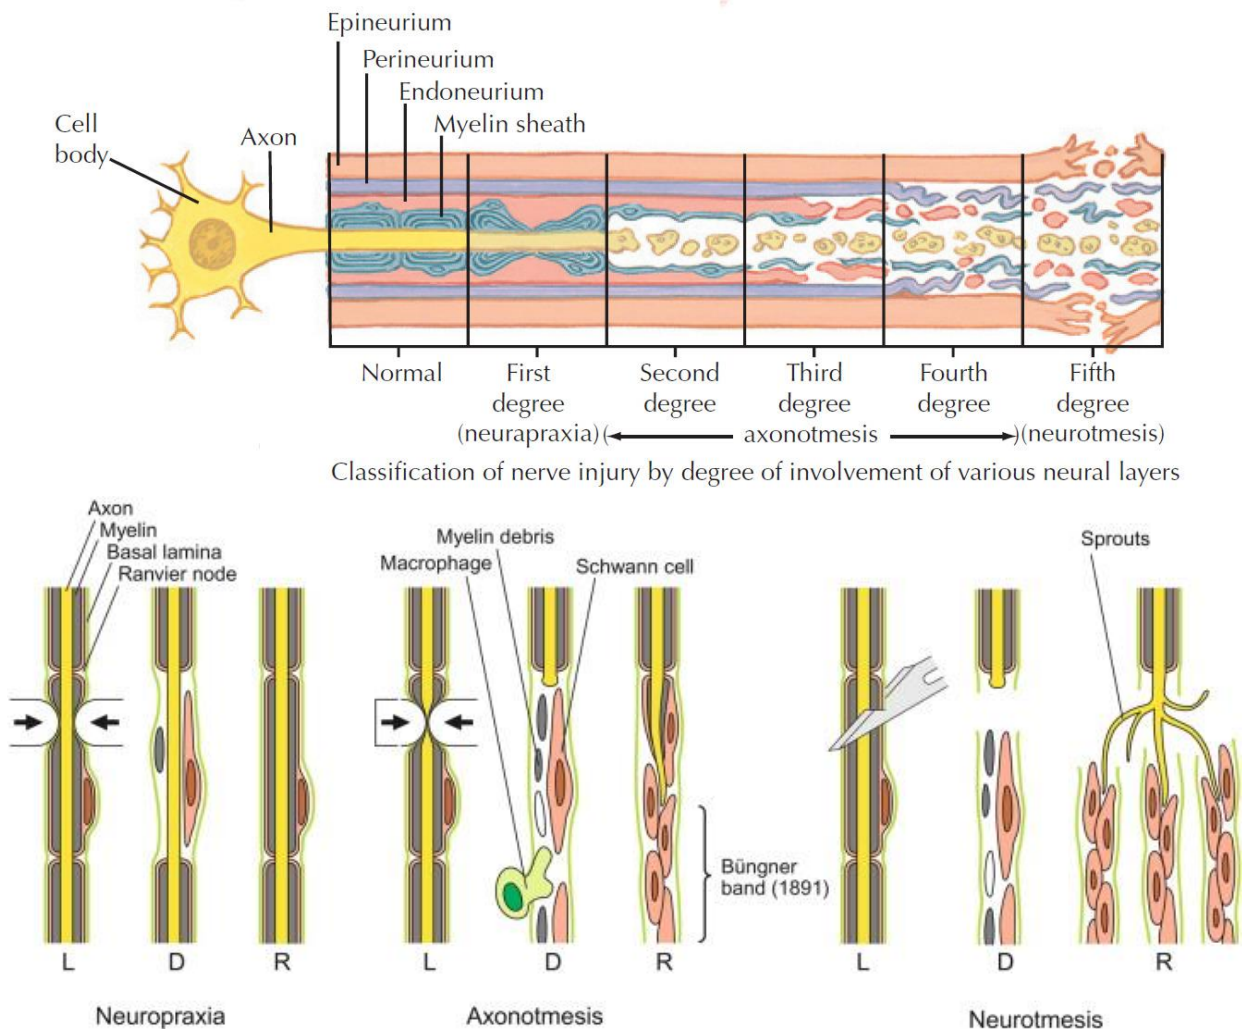 Epineurium
Perineurium
Endoneurium
Myelin sheath
Cell
body
Axon
Normal
First
degree
(neurapraxia)
Second
degree
Third
degree
Fourth
degree
Fifth
degree
(neurotmesis)
( axonotmesis )
Classification of nerve injury by degree of involvement of various neural layers
Axon
Myelin
Basal lamina
Ranvier node
Myelin debris
Macrophage
Schwann cell
Sprouts
Büngner
band (1891)
L D R L D R L D R
Neuropraxia Axonotmesis Neurotmesis